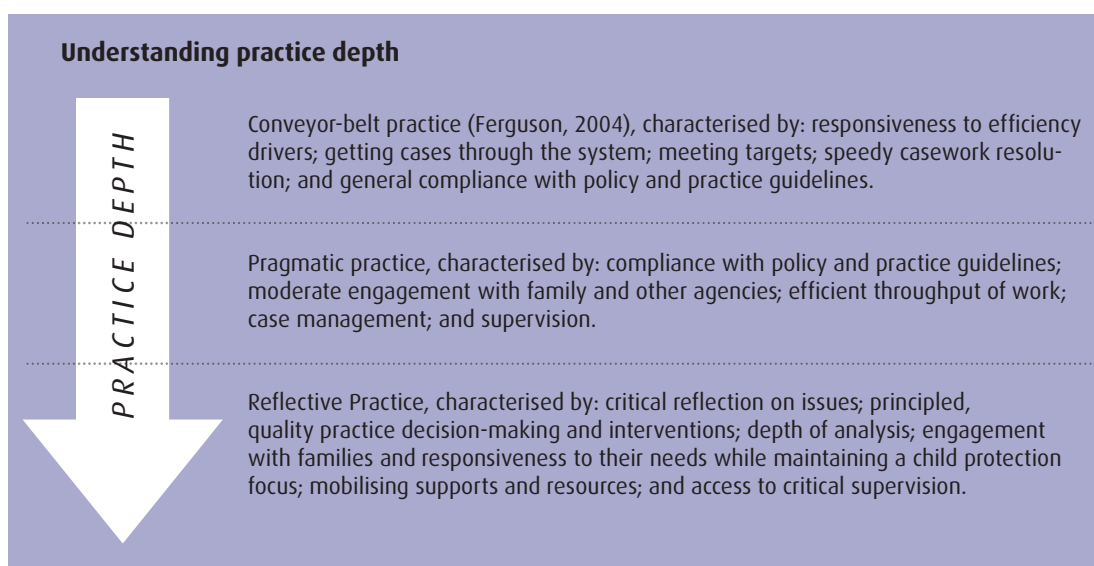 Understanding practice depth
PRACTICE DEPTH
Conveyor-belt practice (Ferguson, 2004), characterised by: responsiveness to efficiency
drivers; getting cases through the system; meeting targets; speedy casework resolu-
tion; and general compliance with policy and practice guidelines.
Pragmatic practice, characterised by: compliance with policy and practice guidelines;
moderate engagement with family and other agencies; efficient throughput of work;
case management; and supervision.
Reflective Practice, characterised by: critical reflection on issues; principled,
quality practice decision-making and interventions; depth of analysis; engagement
with families and responsiveness to their needs while maintaining a child protection
focus; mobilising supports and resources; and access to critical supervision.